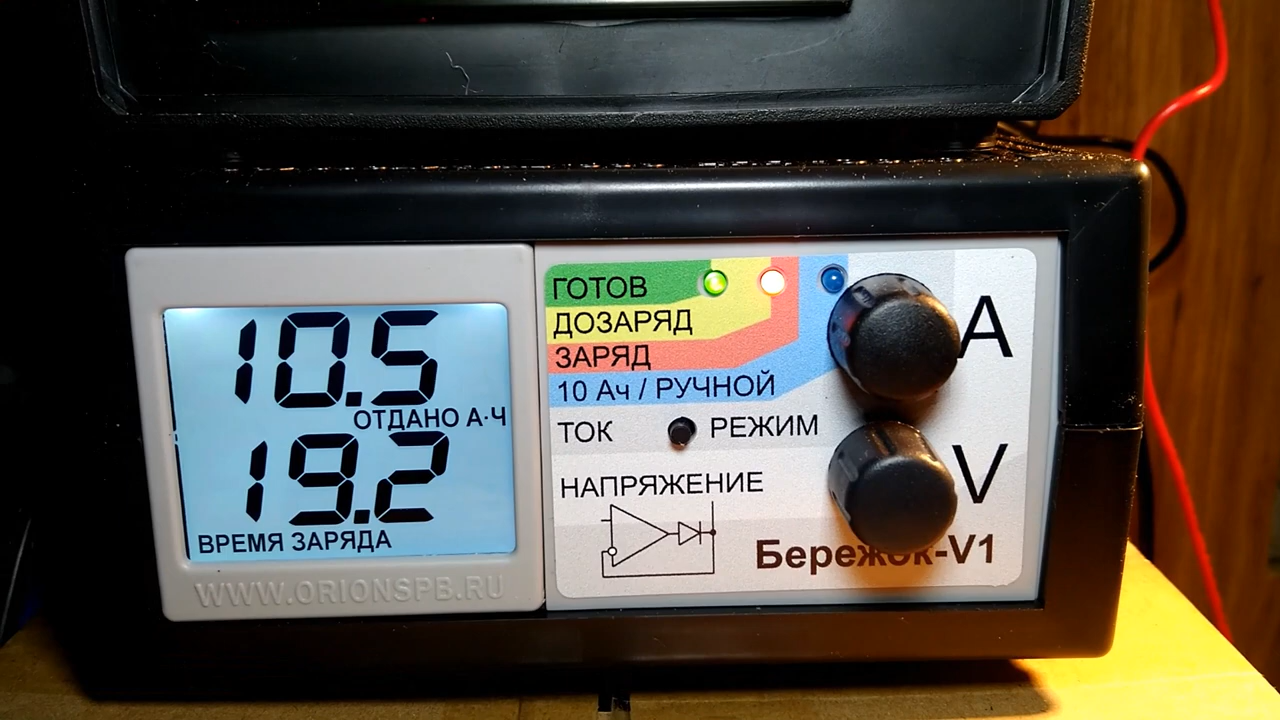 10.5
ОТДАНО А·Ч
19.2
ВРЕМЯ ЗАРЯДА
WWW.ORIONSPB.RU
ГОТОВ
ДОЗАРЯД
ЗАРЯД
10 Ач / РУЧНОЙ
ТОК РЕЖИМ
НАПРЯЖЕНИЕ
A
V
Бережок-V1